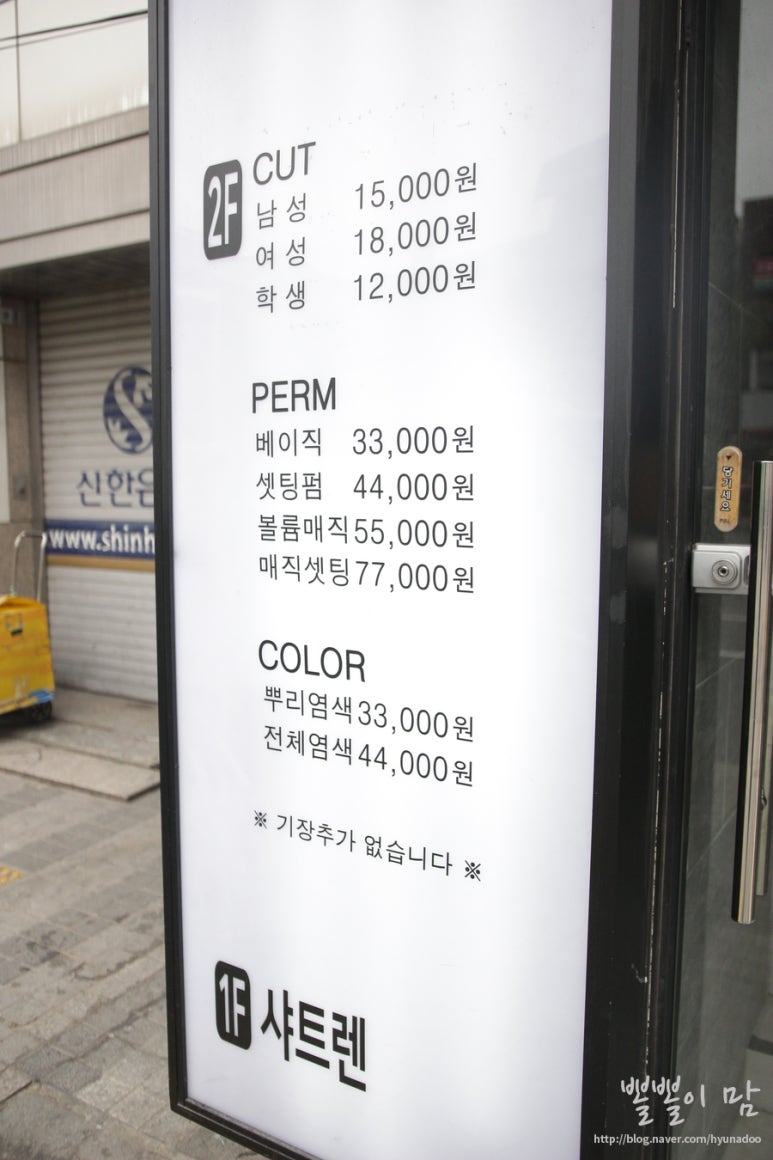 2F
CUT
남성 15,000원
여성 18,000원
학생 12,000원
PERM
베이직 33,000원
셋팅펌 44,000원
볼륨매직 55,000원
매직셋팅 77,000원
COLOR
뿌리염색 33,000원
전체염색 44,000원
※ 기장추가 없습니다 ※
1F 샤트렌
신한은
www.shinh
당기세요
뽈뽈이 맘
http://blog.naver.com/hyunadoo